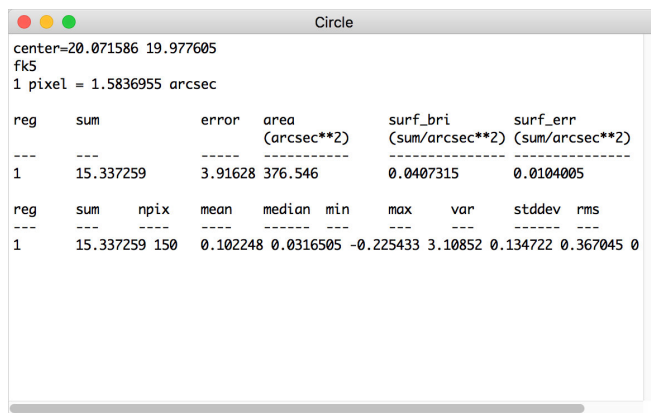 Circle
center=20.071586 19.977605
fk5
1 pixel = 1.5836955 arcsec
reg sum error area surf_bri surf_err
(arcsec**2) (sum/arcsec**2) (sum/arcsec**2)
--- --- ----- ----------- --------------- ---------------
1 15.337259 3.91628 376.546 0.0407315 0.0104005
reg sum npix mean median min max var stddev rms
--- --- ---- ---- ------ --- --- --- ------ ---
1 15.337259 150 0.102248 0.0316505 -0.225433 3.10852 0.134722 0.367045 0